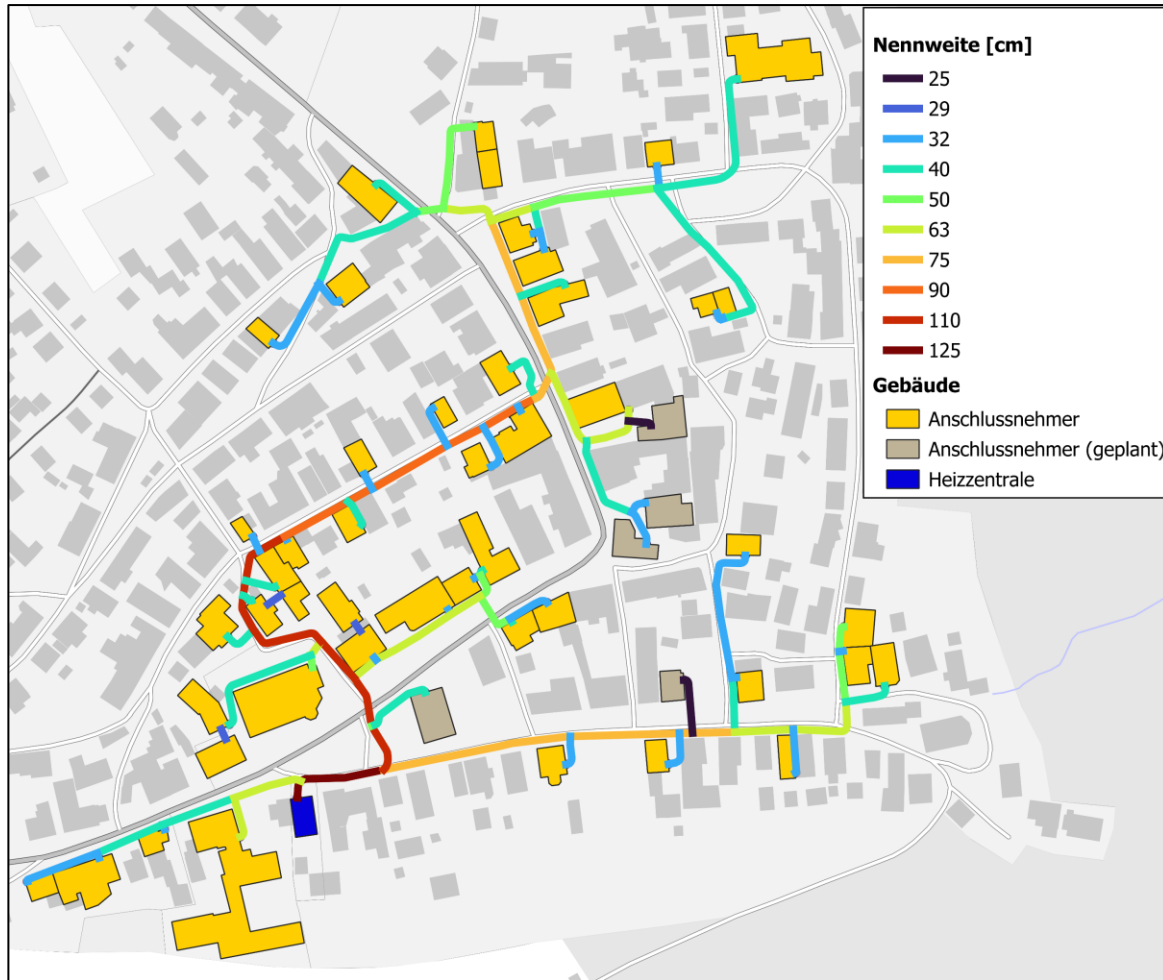 Nennweite [cm]
25
29
32
40
50
63
75
90
110
125
Gebäude
Anschlussnehmer
Anschlussnehmer (geplant)
Heizzentrale